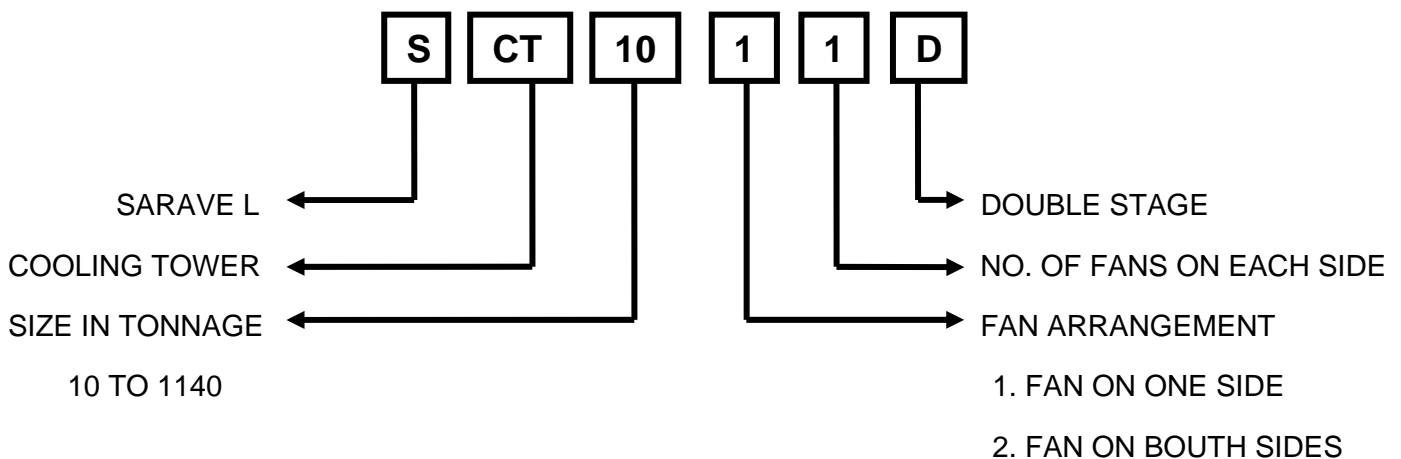 S CT 10 1 1 D
SARAVE L
COOLING TOWER
SIZE IN TONNAGE
10 TO 1140
DOUBLE STAGE
NO. OF FANS ON EACH SIDE
FAN ARRANGEMENT
1. FAN ON ONE SIDE
2. FAN ON BOUTH SIDES